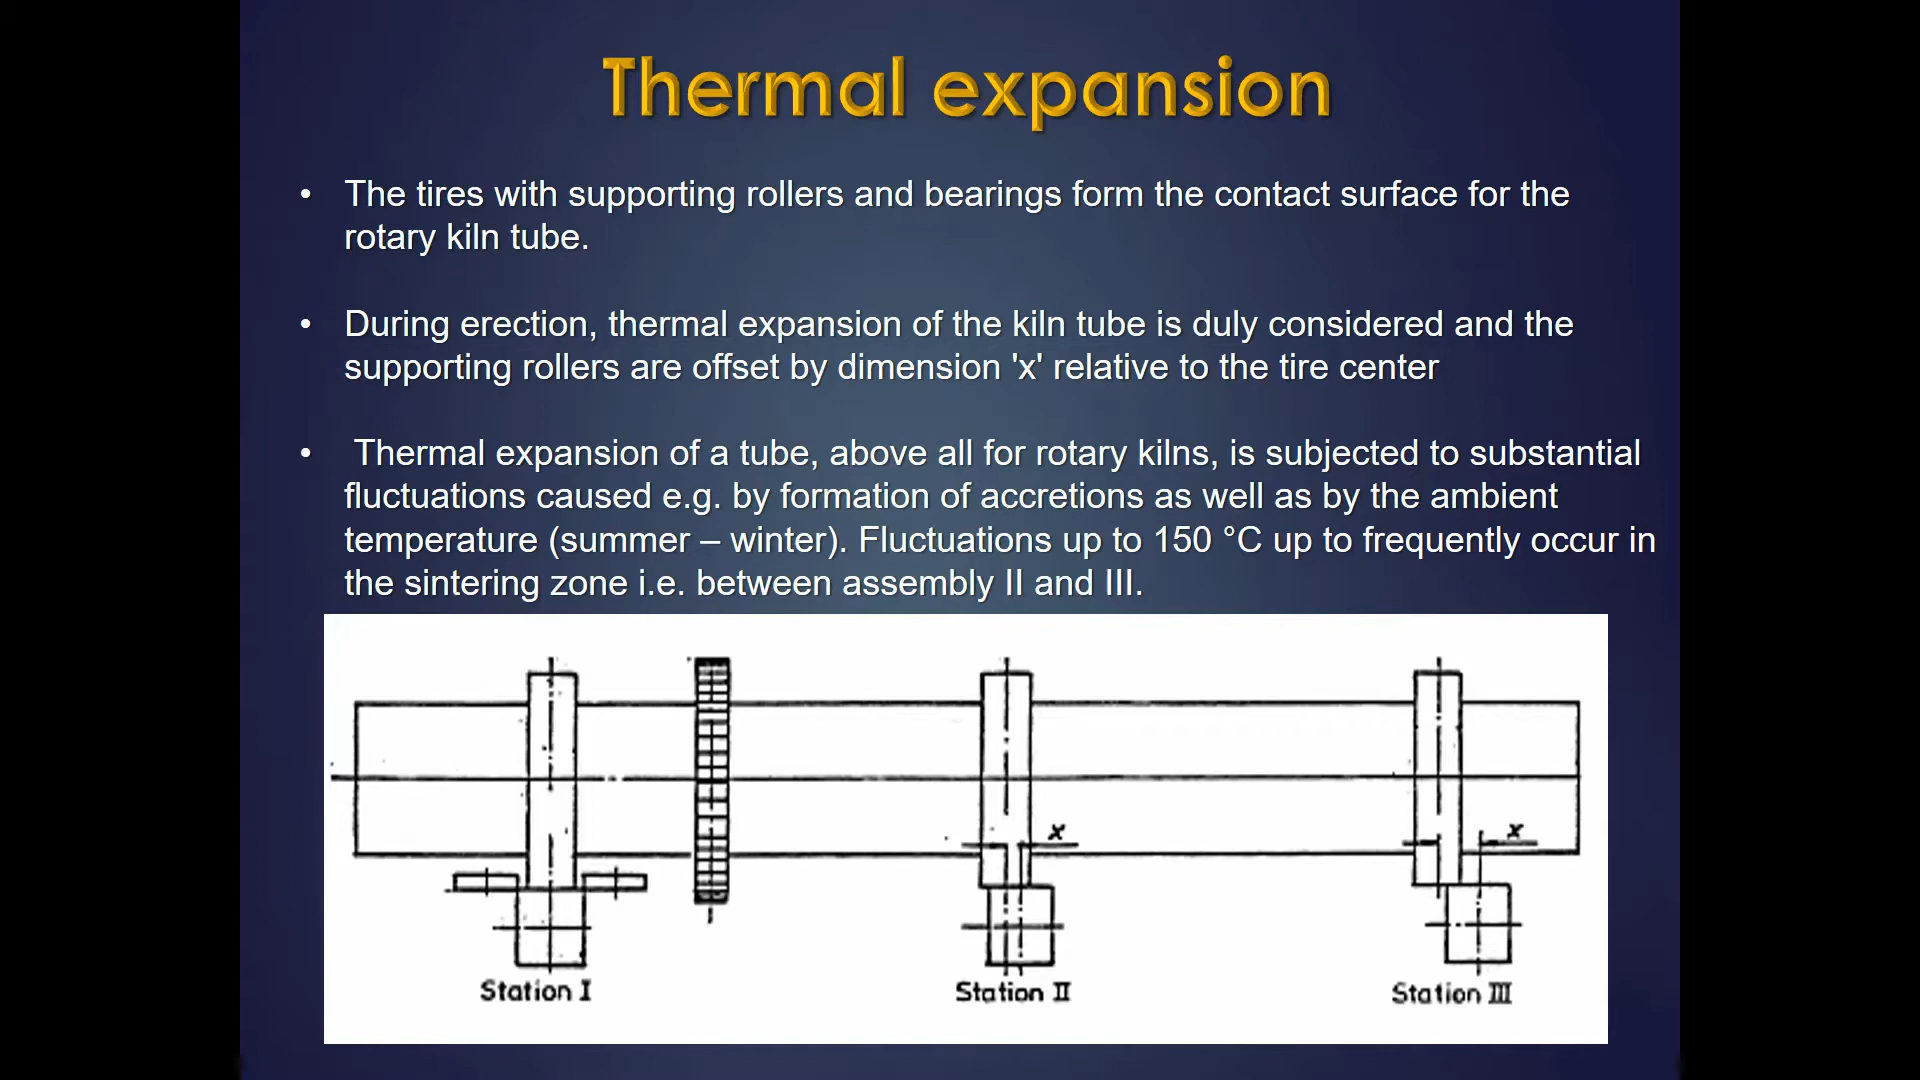 Thermal expansion
• The tires with supporting rollers and bearings form the contact surface for the
rotary kiln tube.
• During erection, thermal expansion of the kiln tube is duly considered and the
supporting rollers are offset by dimension 'x' relative to the tire center
• Thermal expansion of a tube, above all for rotary kilns, is subjected to substantial
fluctuations caused e.g. by formation of accretions as well as by the ambient
temperature (summer – winter). Fluctuations up to 150 °C up to frequently occur in
the sintering zone i.e. between assembly II and III.
x
x
Station I
Station II
Station III